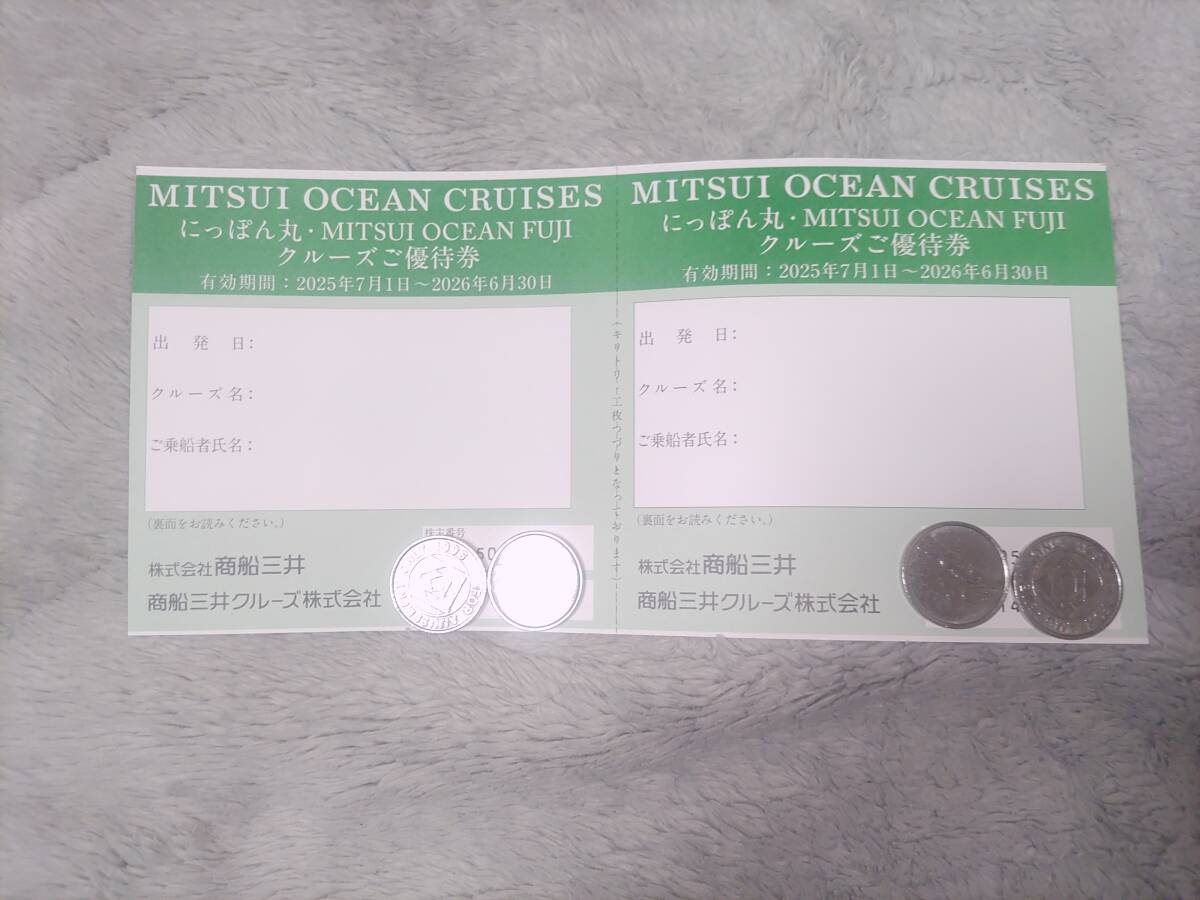 MITSUI OCEAN CRUISES
にっぽん丸・MITSUI OCEAN FUJI
クルーズご優待券
有効期間：2025年7月1日～2026年6月30日
出発日：
クルーズ名：
ご乗船者氏名：
(裏面をお読みください。)
株主番号
株式会社商船三井
商船三井クルーズ株式会社
MITSUI OCEAN CRUISES
にっぽん丸・MITSUI OCEAN FUJI
クルーズご優待券
有効期間：2025年7月1日～2026年6月30日
出発日：
クルーズ名：
ご乗船者氏名：
(裏面をお読みください。)
株式会社商船三井
商船三井クルーズ株式会社